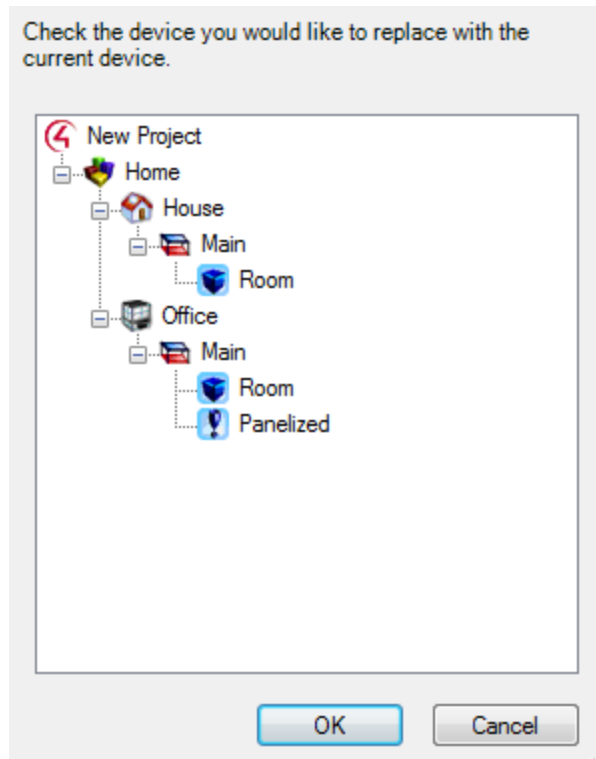 Check the device you would like to replace with the
current device.
New Project
Home
House
Main
Room
Office
Main
Room
Panelized
OK
Cancel